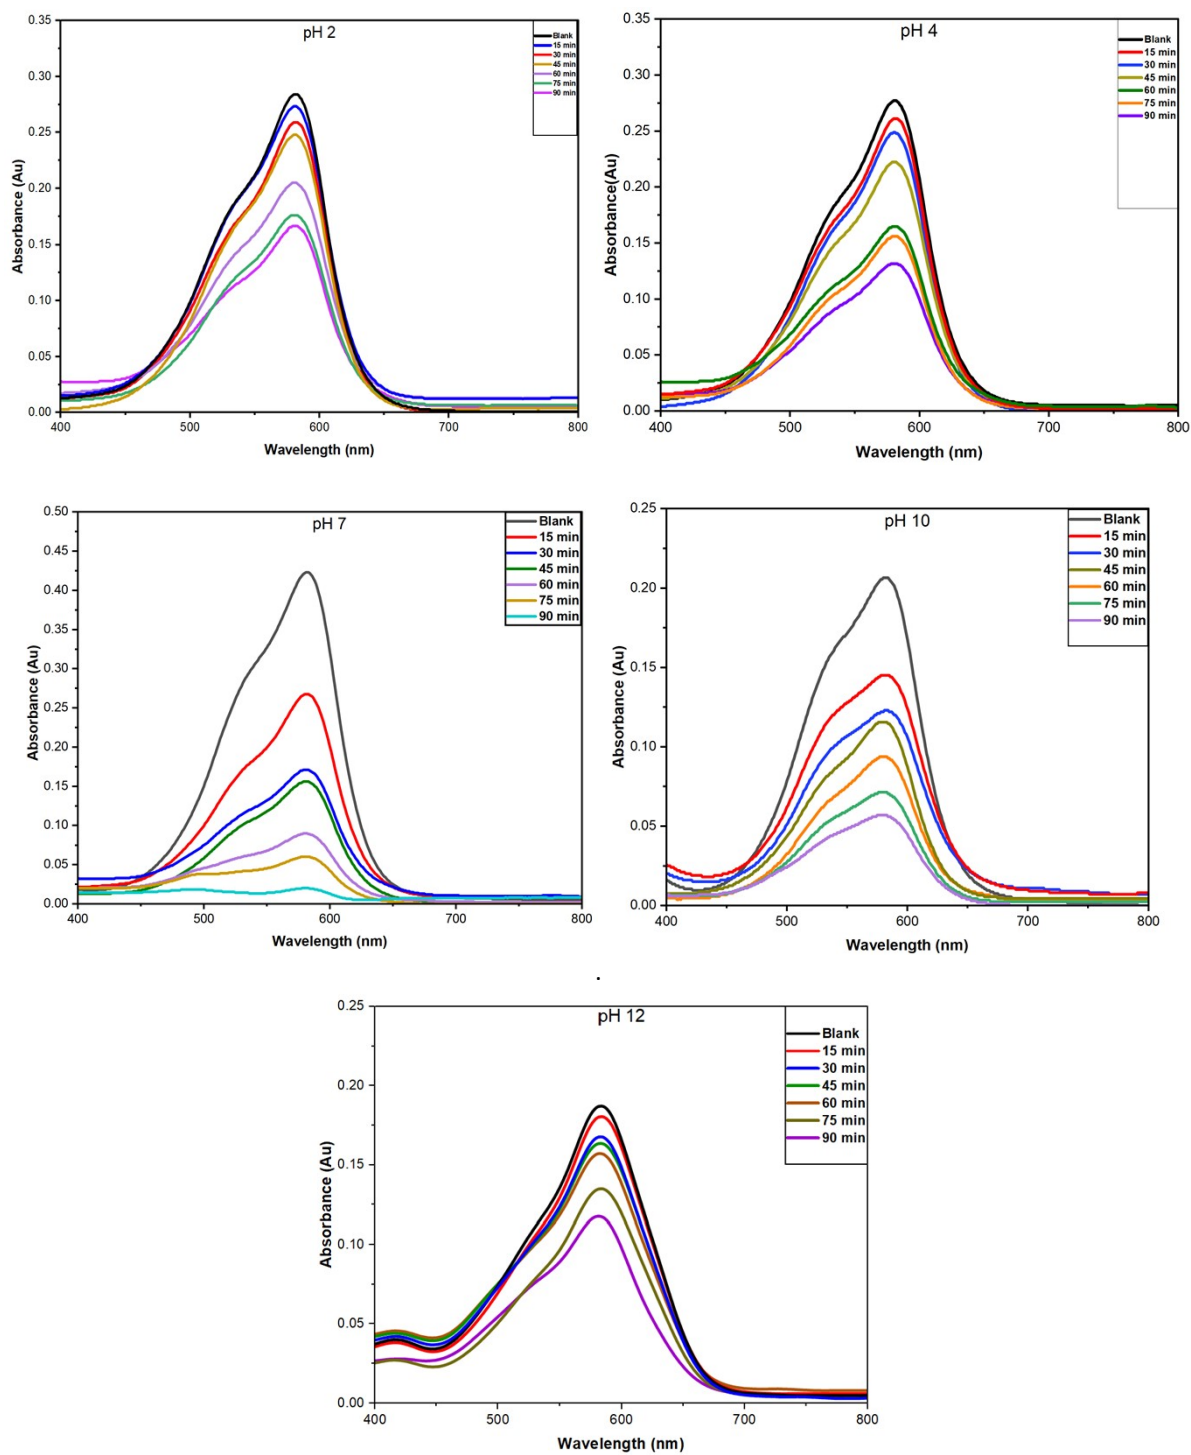 pH 2
Blank
15 min
30 min
45 min
60 min
75 min
90 min
0.35
0.30
0.25
0.20
0.15
0.10
0.05
0.00
Absorbance (Au)
400
500
600
700
800
Wavelength (nm)
pH 4
Blank
15 min
30 min
45 min
60 min
75 min
90 min
0.35
0.30
0.25
0.20
0.15
0.10
0.05
0.00
Absorbance(Au)
400
500
600
700
800
Wavelength (nm)
pH 7
Blank
15 min
30 min
45 min
60 min
75 min
90 min
0.50
0.45
0.40
0.35
0.30
0.25
0.20
0.15
0.10
0.05
0.00
Absorbance (Au)
400
500
600
700
800
Wavelength (nm)
pH 10
Blank
15 min
30 min
45 min
60 min
75 min
90 min
0.25
0.20
0.15
0.10
0.05
0.00
Absorbance (Au)
400
500
600
700
800
Wavelength (nm)
.
pH 12
Blank
15 min
30 min
45 min
60 min
75 min
90 min
0.25
0.20
0.15
0.10
0.05
0.00
Absorbance (Au)
400
500
600
700
800
Wavelength (nm)